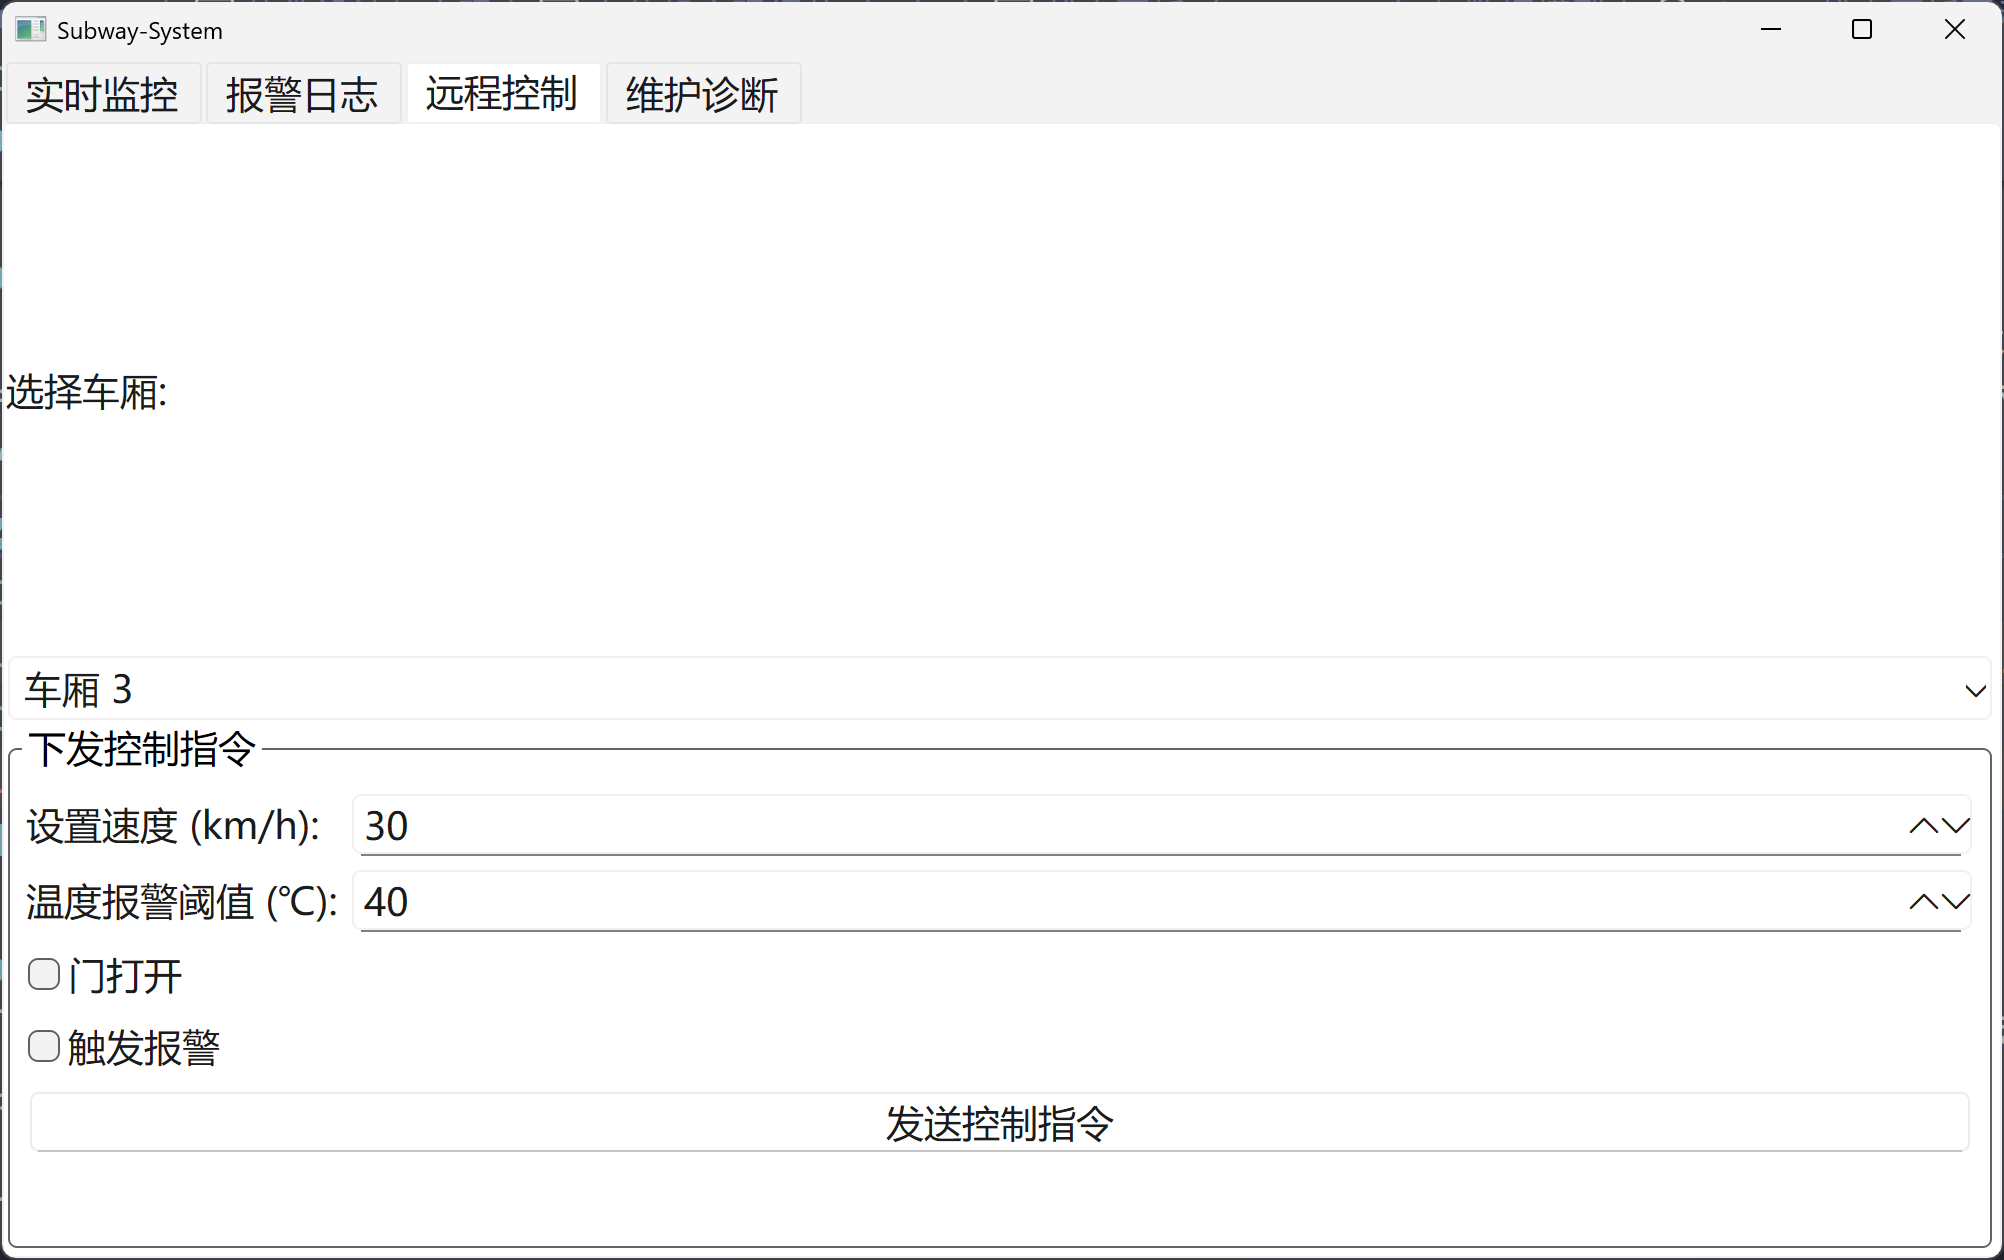 Subway-System
实时监控 报警日志 远程控制 维护诊断
选择车厢:
车厢 3
下发控制指令
设置速度 (km/h): 30
温度报警阈值 (℃): 40
门打开
触发报警
发送控制指令